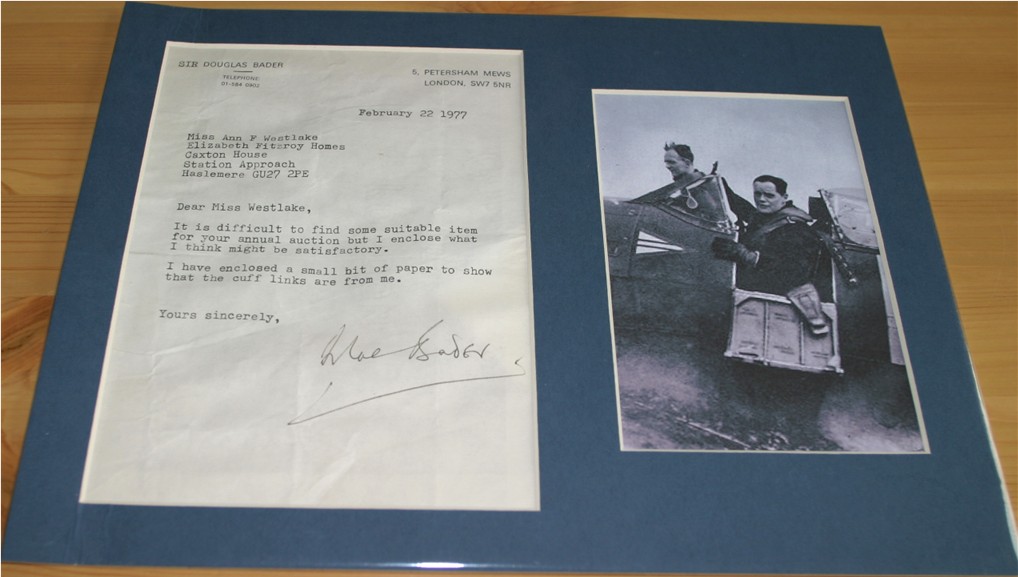 SIR DOUGLAS BADER
TELEPHONE
01-584 0902
5, PETERSHAM MEWS
LONDON, SW7 5NR
February 22 1977
Miss Ann F Westlake
Elizabeth Fitzroy Homes
Caxton House
Station Approach
Haslemere GU27 2PE
Dear Miss Westlake,
It is difficult to find some suitable item
for your annual auction but I enclose what
I think might be satisfactory.
I have enclosed a small bit of paper to show
that the cuff links are from me.
Yours sincerely,
Bader